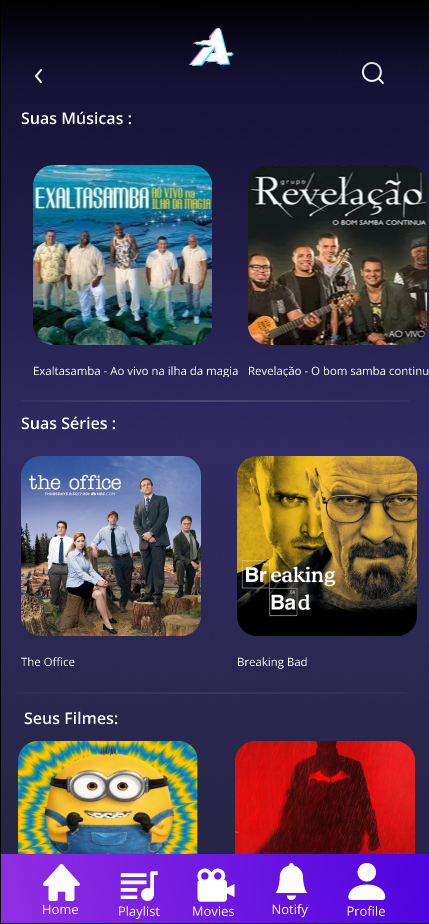 A
Suas Músicas :
EXALTASAMBA AO VIVO na
ILHA DA MAGIA
grupo
Revelação
O BOM SAMBA CONTINUA
AO VIVO
Exaltasamba - Ao vivo na ilha da magia
Revelação - O bom samba continu
Suas Séries :
the office
Breaking
Bad
The Office
Breaking Bad
Seus Filmes:
Home
Playlist
Movies
Notify
Profile